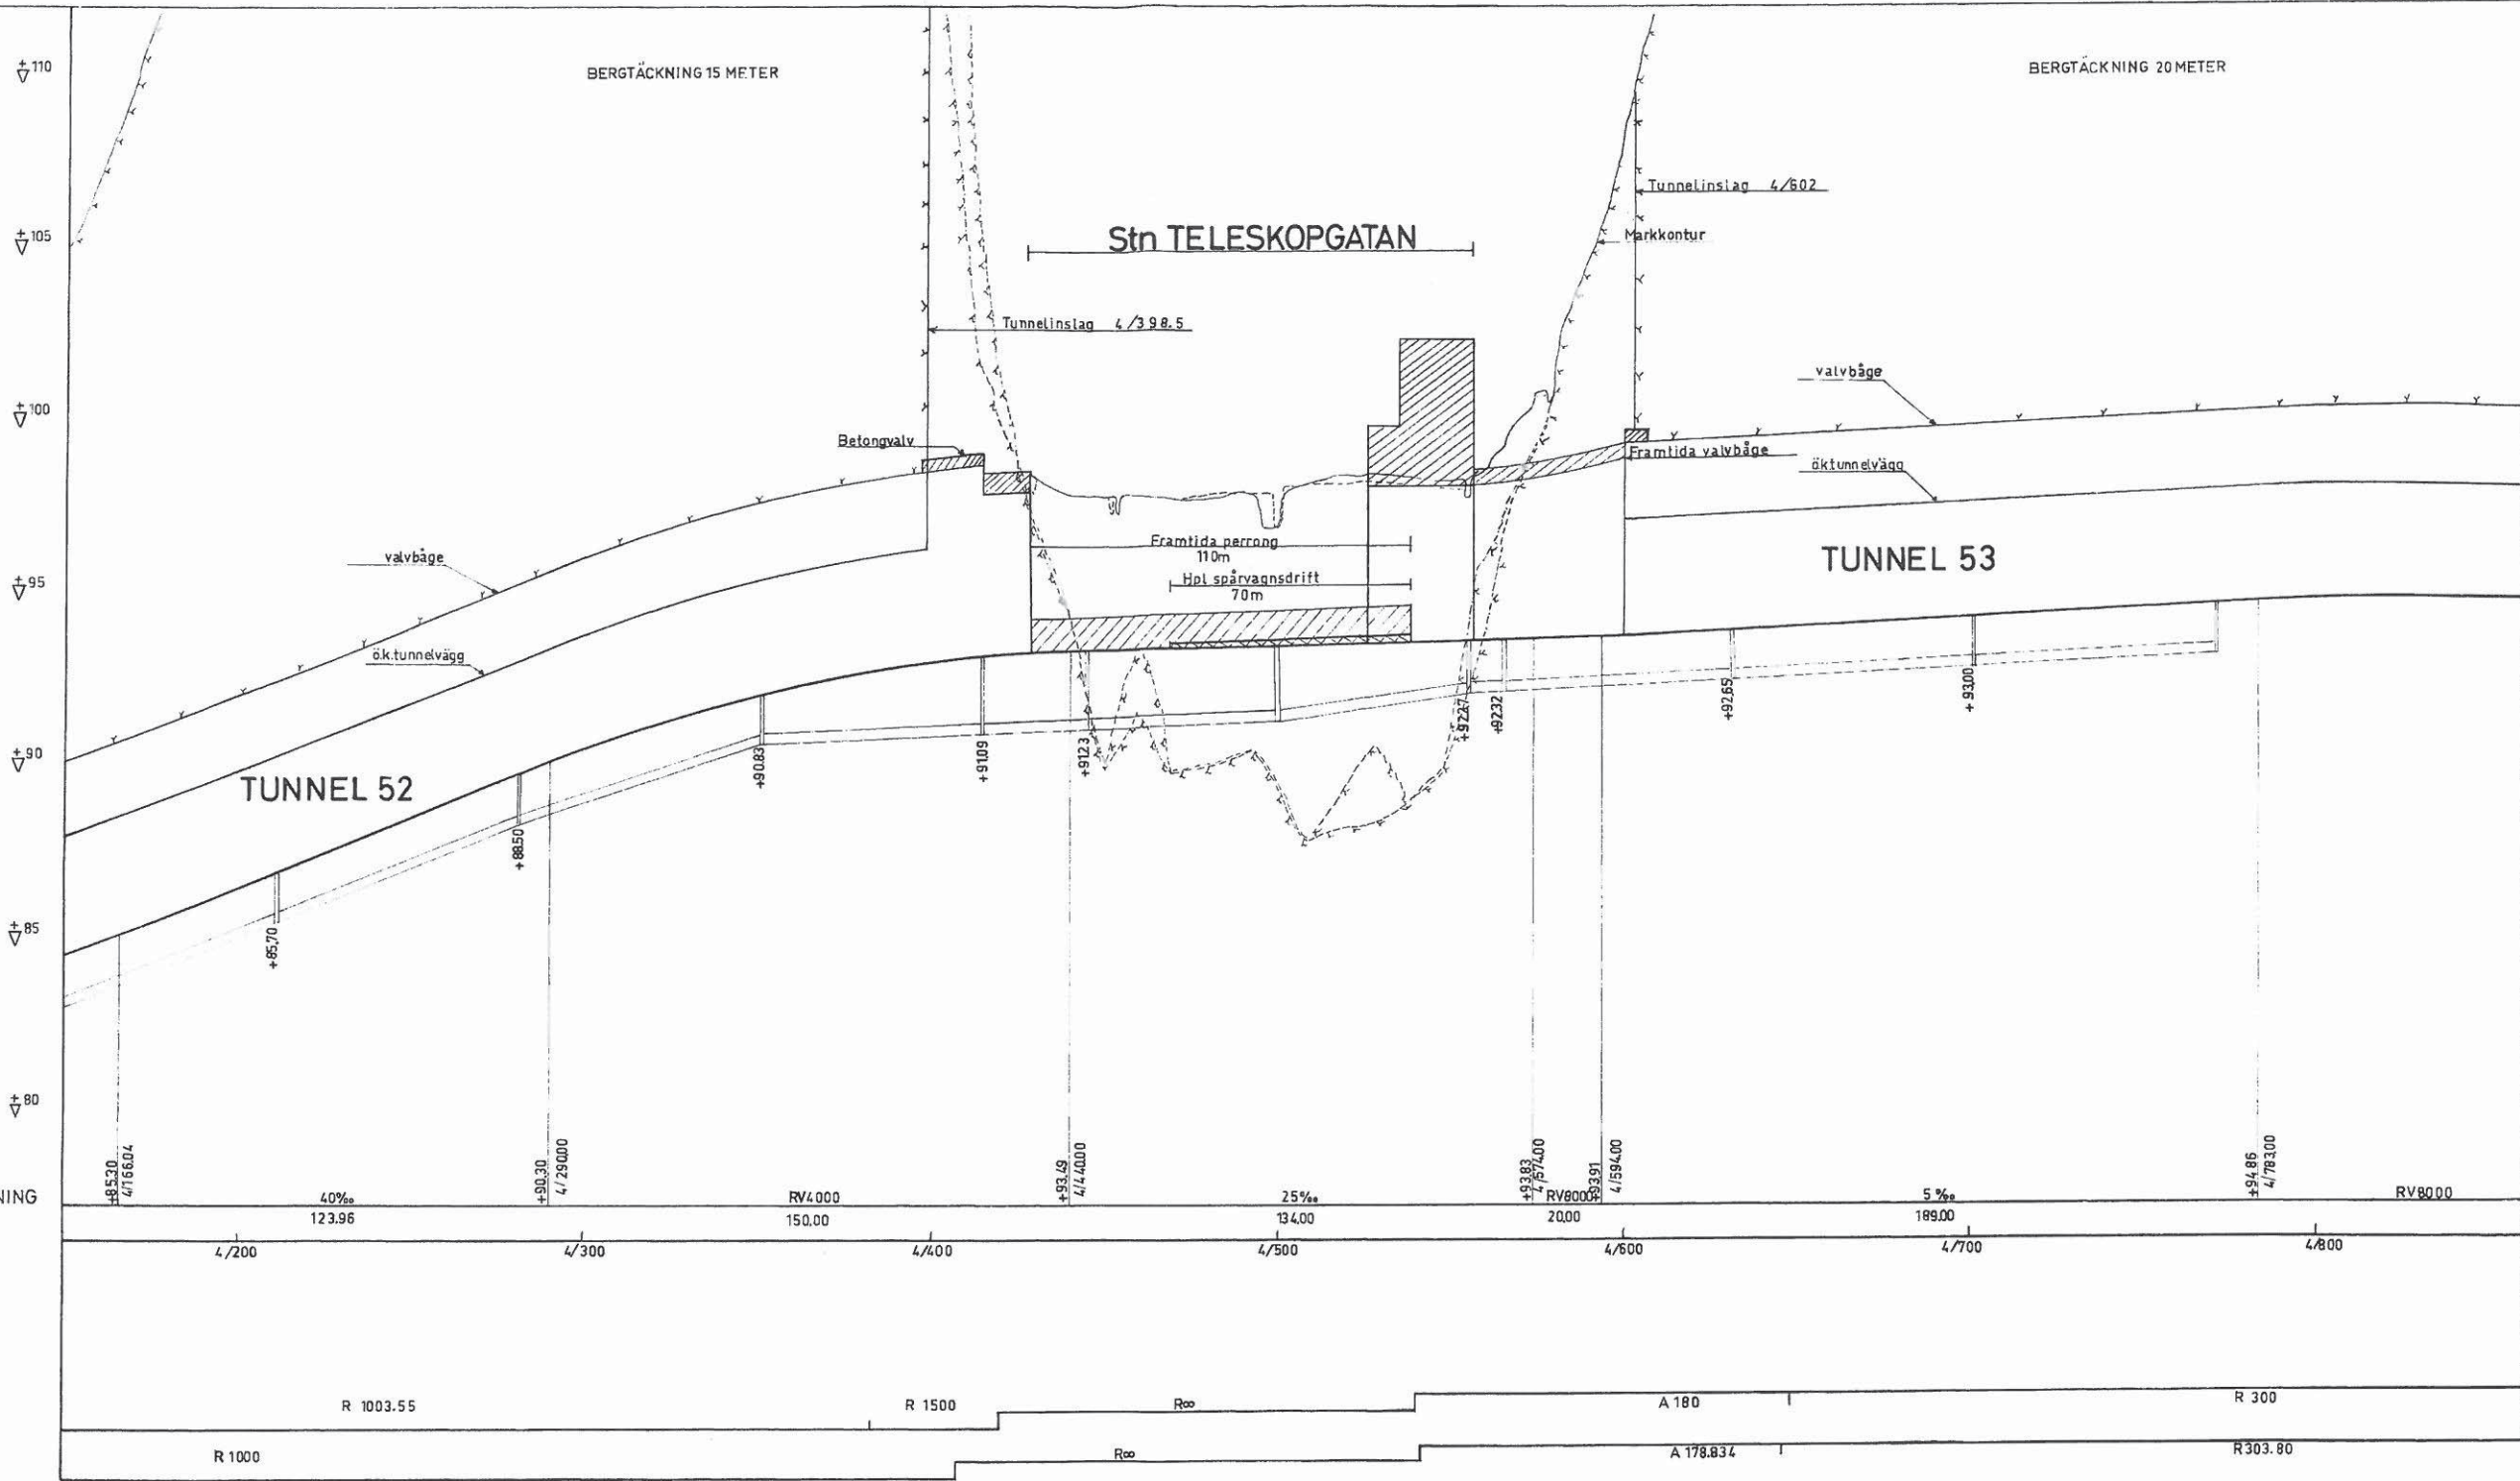 +110
BERGTÄCKNING 15 METER
BERGTÄCKNING 20 METER
Tunnelinslag 4/602
+105
Stn TELESKOPGATAN
Markkontur
Tunnelinslag 4/398.5
valvbåge
+100
Betongvalv
Framtida valvbåge
ök tunnelvägg
Framtida perrong
110m
TUNNEL 53
valvbåge
+95
Hpl spårvagnsdrift
70m
ö.k. tunnelvägg
+92.32
+92.65
+93.00
+90
TUNNEL 52
+90.83
+91.09
+91.23
+88.50
+85
+85.70
+80
+85.30
4/166.04
+90.30
4/290.00
+93.49
4/440.00
+93.83
4/574.00
+93.91
4/594.00
+94.86
4/783.00
NING
40‰
RV4000
25‰
RV8000
5‰
RV8000
123.96
150,00
134.00
20.00
189.00
4/200
4/300
4/400
4/500
4/600
4/700
4/800
R 1003.55
R 1500
R∞
A 180
R 300
R 1000
R∞
A 178.834
R 303.80